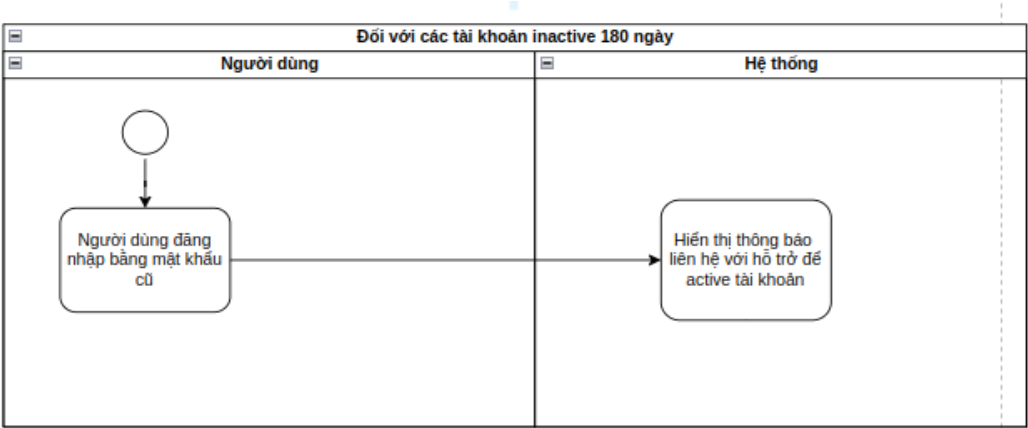 Đối với các tài khoản inactive 180 ngày
Người dùng
Hệ thống
Người dùng đăng
nhập bằng mật khẩu
cũ
Hiển thị thông báo
liên hệ với hỗ trợ để
active tài khoản